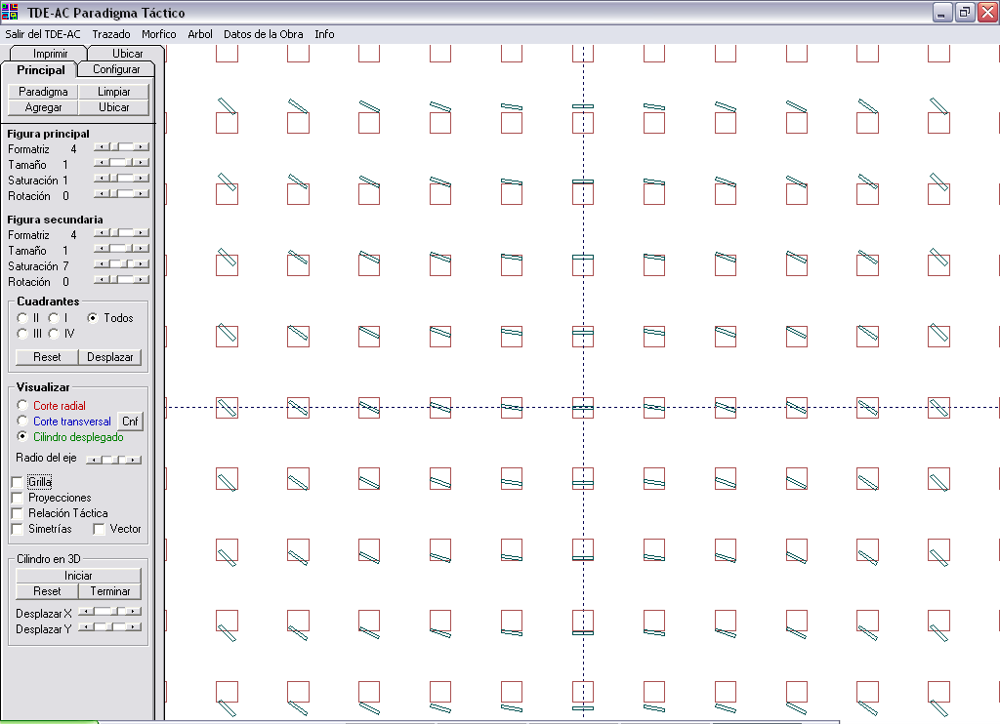 TDE-AC Paradigma Táctico
Salir del TDE-AC Trazado Morfico Arbol Datos de la Obra Info
Imprimir Ubicar
Principal Configurar
Paradigma Limpiar
Agregar Ubicar
Figura principal
Formatriz 4
Tamaño 1
Saturación 1
Rotación 0
Figura secundaria
Formatriz 4
Tamaño 1
Saturación 7
Rotación 0
Cuadrantes
II I Todos
III IV
Reset Desplazar
Visualizar
Corte radial
Corte transversal Cnf
Cilindro desplegado
Radio del eje
Grilla
Proyecciones
Relación Táctica
Simetrías Vector
Cilindro en 3D
Iniciar
Reset Terminar
Desplazar X
Desplazar Y